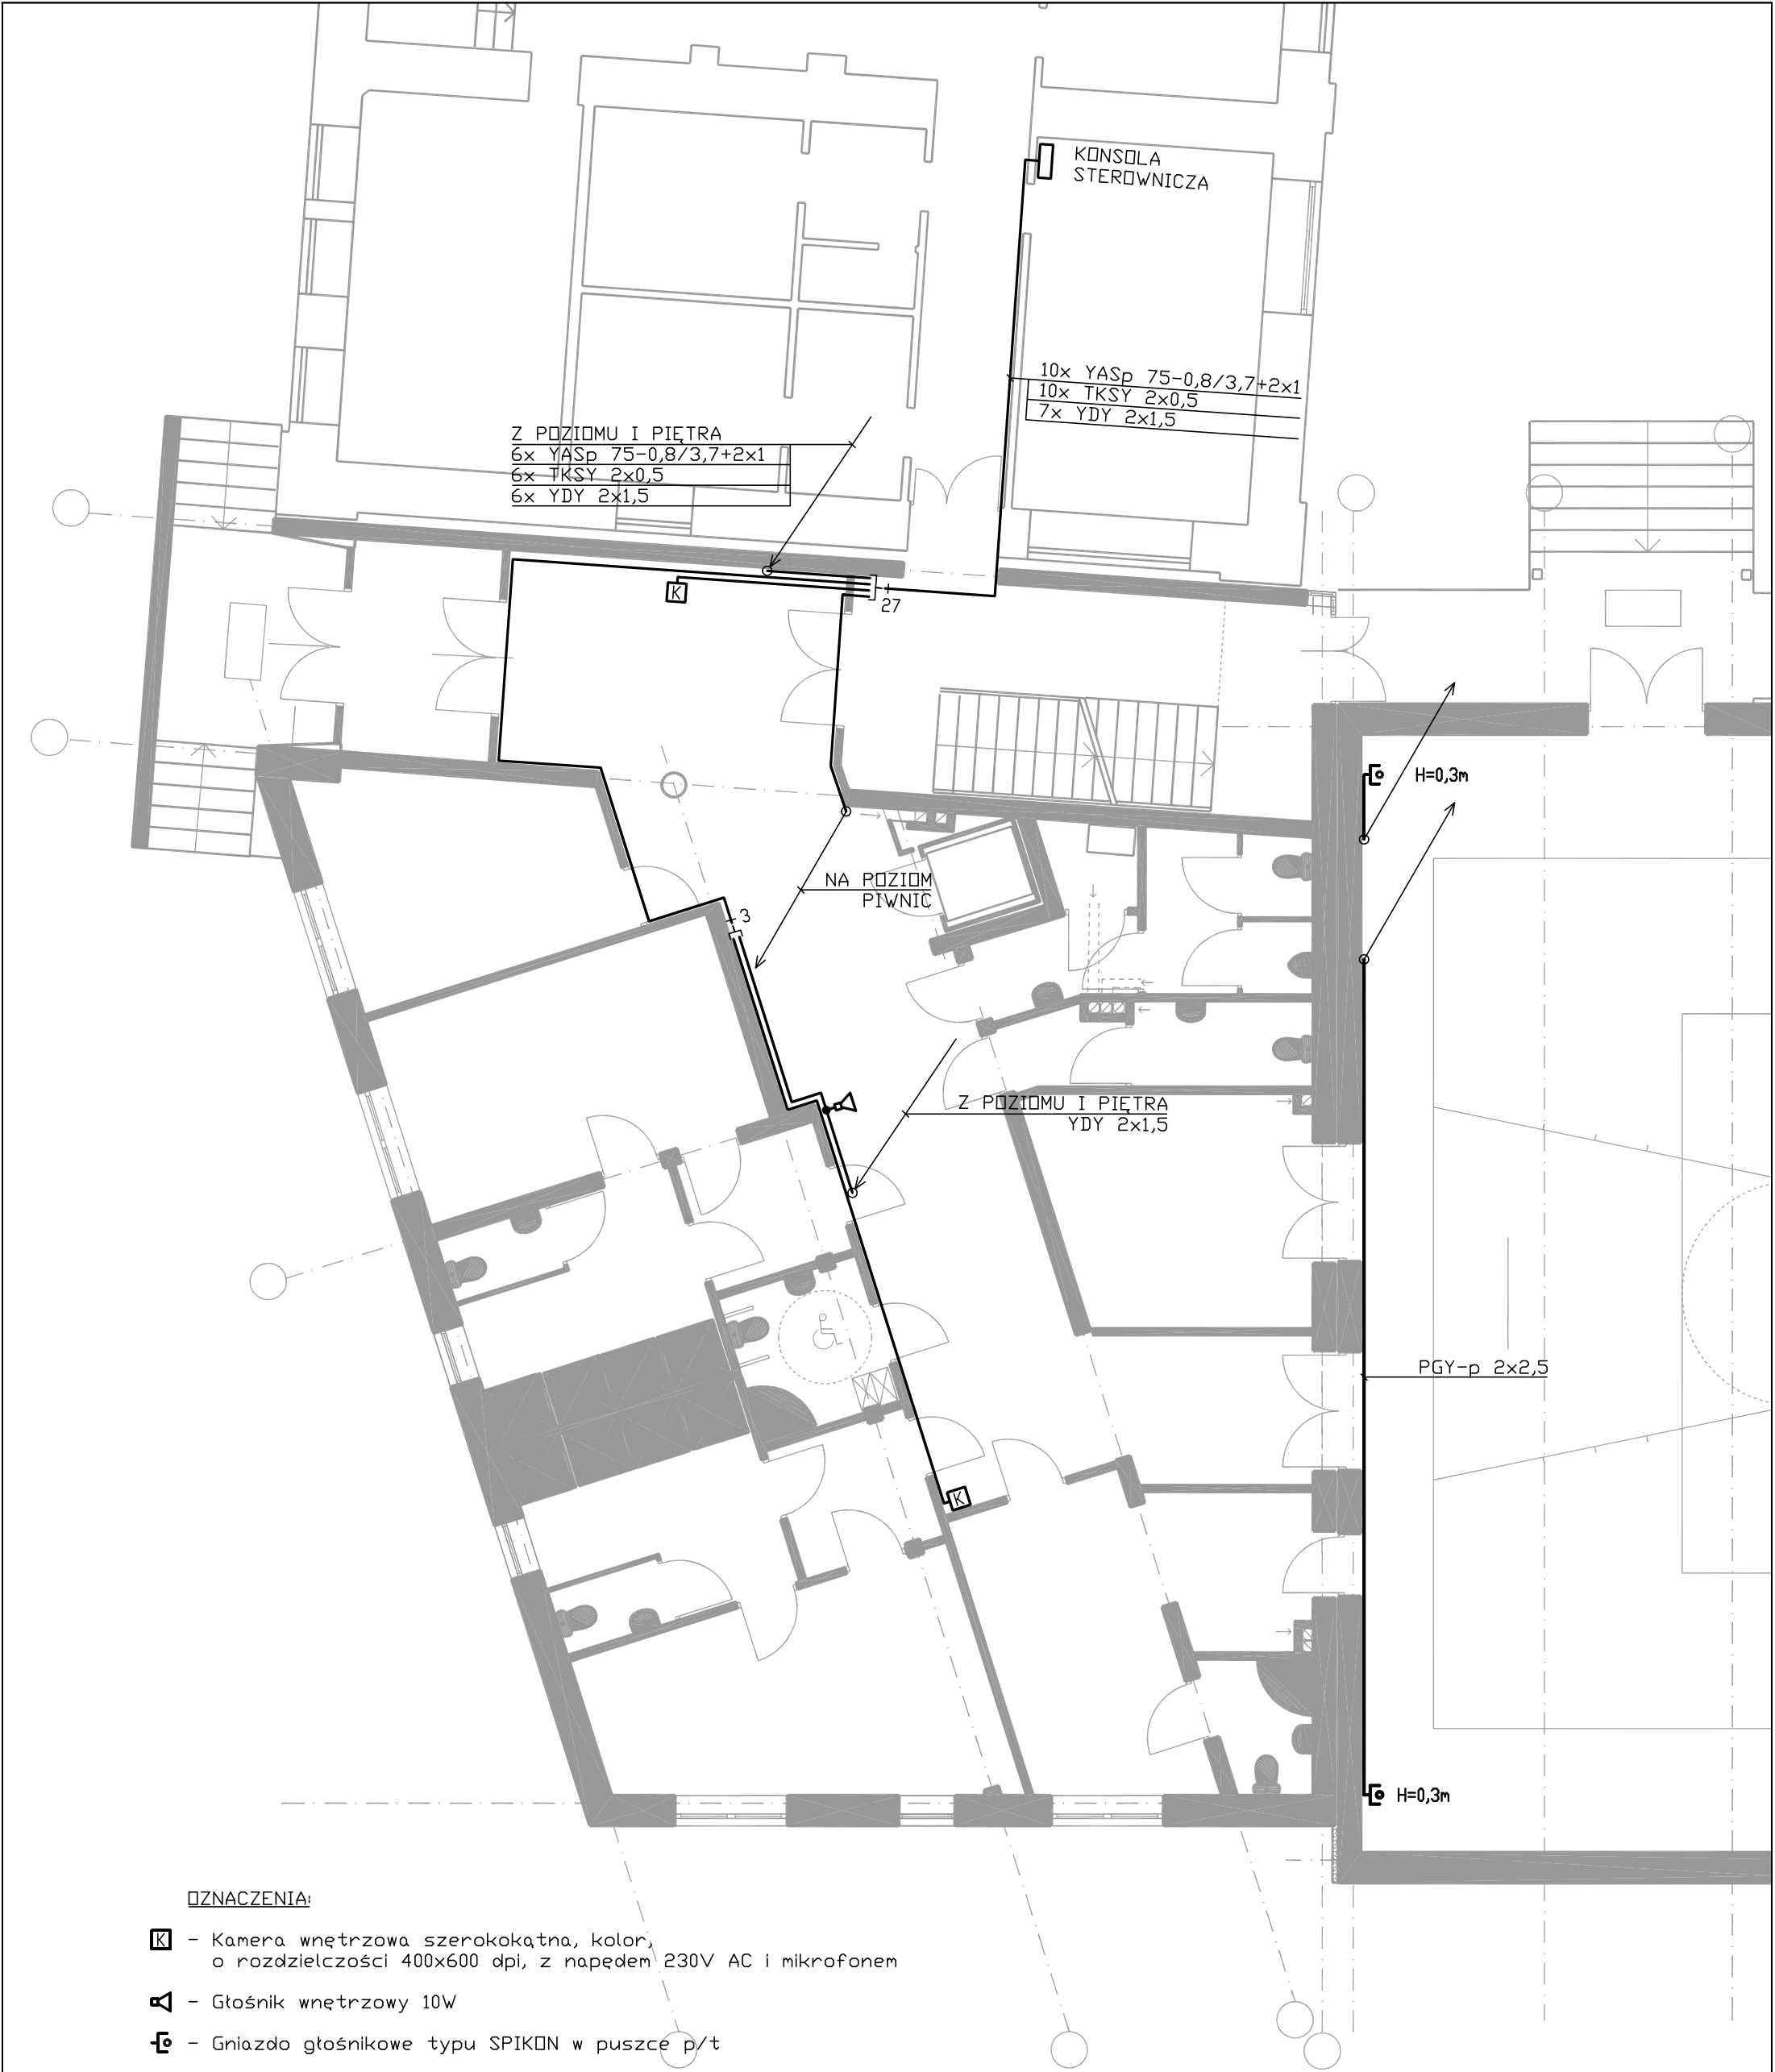 KONSOLA
STEROWNICZA
10x YASp 75-0,8/3,7+2x1
10x TKSY 2x0,5
7x YDY 2x1,5
Z POZIOMU I PIĘTRA
6x YASp 75-0,8/3,7+2x1
6x TKSY 2x0,5
6x YDY 2x1,5
K
27
H=0,3m
NA POZIOM
PIWNIC
3
Z POZIOMU I PIĘTRA
YDY 2x1,5
PGY-p 2x2,5
K
H=0,3m
OZNACZENIA:
K - Kamera wnętrzowa szerokokątna, kolor,
o rozdzielczości 400x600 dpi, z napędem 230V AC i mikrofonem
- Głośnik wnętrzowy 10W
- Gniazdo głośnikowe typu SPIKON w puszce p/t